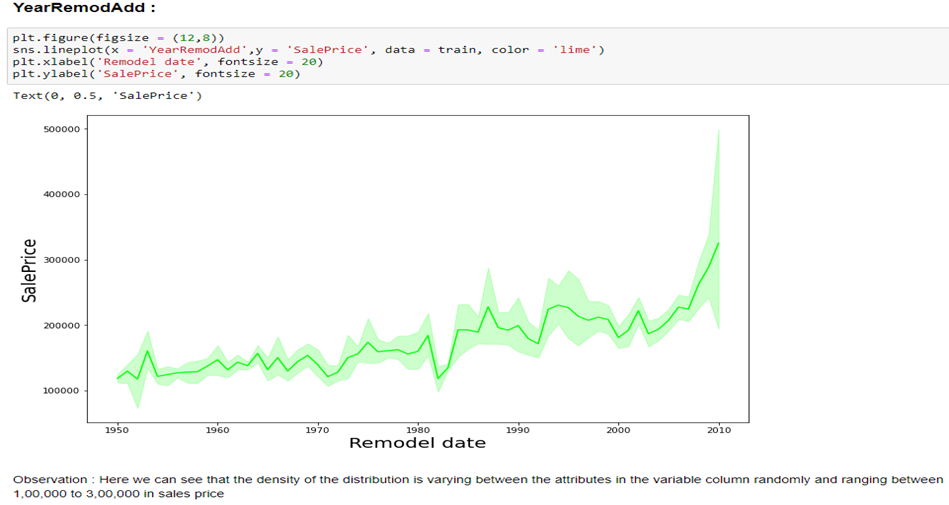 YearRemodAdd :
plt.figure(figsize = (12,8))
sns.lineplot(x = 'YearRemodAdd',y = 'SalePrice', data = train, color = 'lime')
plt.xlabel('Remodel date', fontsize = 20)
plt.ylabel('SalePrice', fontsize = 20)
Text(0, 0.5, 'SalePrice')
500000
400000
300000
200000
100000
SalePrice
1950 1960 1970 1980 1990 2000 2010
Remodel date
Observation : Here we can see that the density of the distribution is varying between the attributes in the variable column randomly and ranging between
1,00,000 to 3,00,000 in sales price